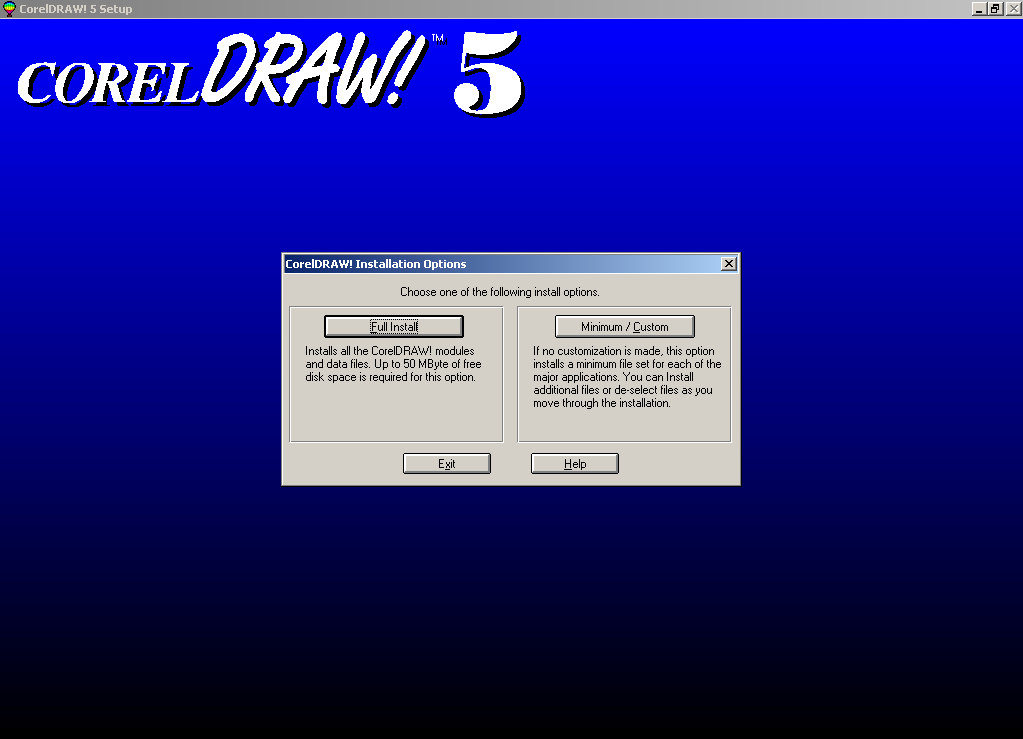 CorelDRAW! 5 Setup
COREL DRAW! TM 5
CorelDRAW! Installation Options
Choose one of the following install options.
Full Install
Installs all the CorelDRAW! modules
and data files. Up to 50 MByte of free
disk space is required for this option.
Minimum / Custom
If no customization is made, this option
installs a minimum file set for each of the
major applications. You can Install
additional files or de-select files as you
move through the installation.
Exit
Help